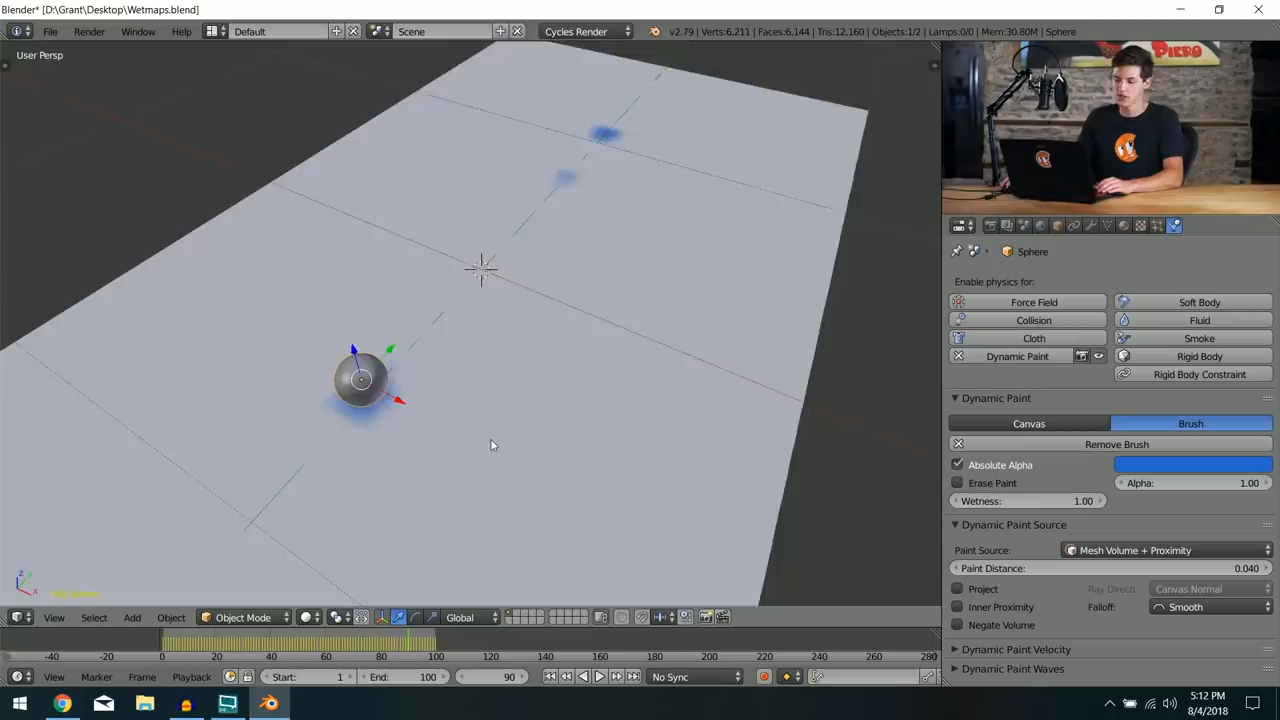 Blender* [D:\Grant\Desktop\Wetmaps.blend]
File Render Window Help Default Scene Cycles Render v2.79 | Verts:6,211 | Faces:6,144 | Tris:12,160 | Objects:1/2 | Lamps:0/0 | Mem:30.80M | Sphere
User Persp
PIERO
Sphere
Enable physics for:
Force Field Soft Body
Collision Fluid
Cloth Smoke
Dynamic Paint Rigid Body
Rigid Body Constraint
Dynamic Paint
Canvas Brush
Remove Brush
Absolute Alpha
Erase Paint Alpha: 1.00
Wetness: 1.00
Dynamic Paint Source
Paint Source: Mesh Volume + Proximity
Paint Distance: 0.040
Project Ray Directi.. Canvas Normal
Inner Proximity Falloff: Smooth
Negate Volume
Dynamic Paint Velocity
Dynamic Paint Waves
z y x
View Select Add Object Object Mode Global
-40 -20 0 20 40 60 80 100 120 140 160 180 200 220 240 260 280
View Marker Frame Playback Start: 1 End: 100 90 No Sync
5:12 PM
8/4/2018